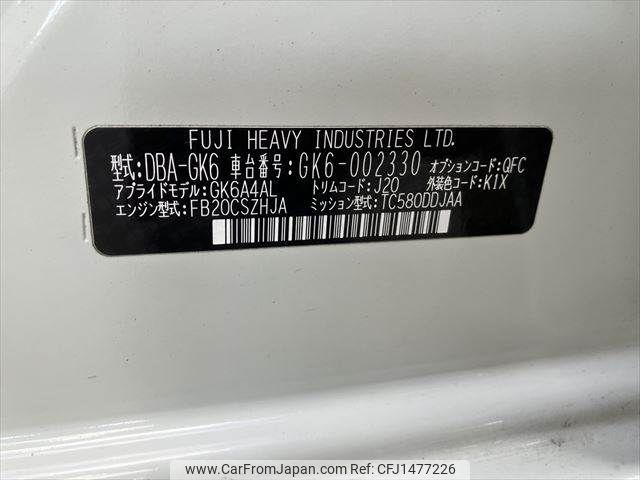 FUJI HEAVY INDUSTRIES LTD.
型式:DBA-GK6 車台番号:GK6-002330 オプションコード:QFC
アプライドモデル:GK6A4AL トリムコード:J20 外装色コード:K1X
エンジン型式:FB20CSZHJA ミッション型式:TC580DDJAA
www.CarFromJapan.com - CFJ1477226